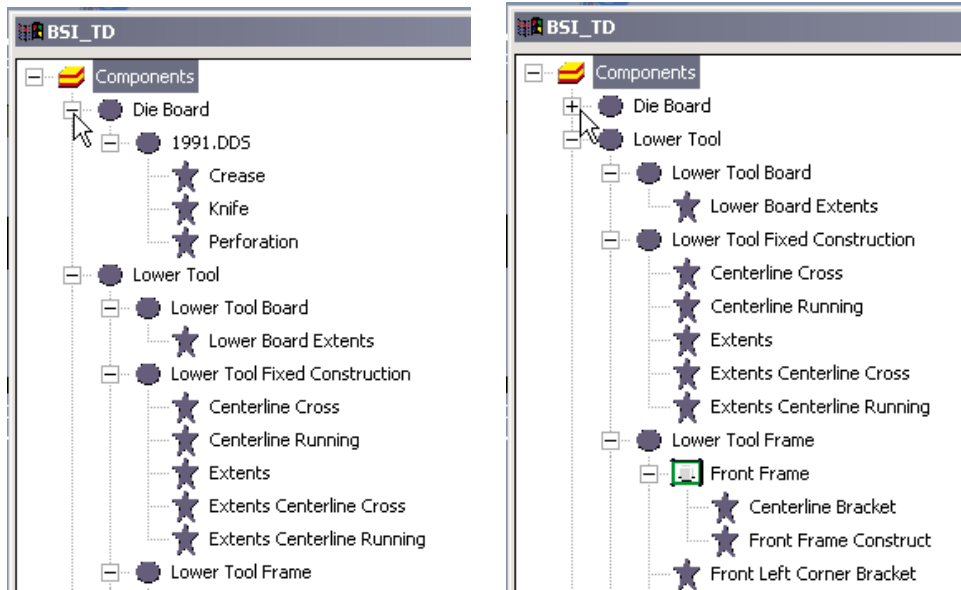 BSI_TD
Components
Die Board
1991.DDS
Crease
Knife
Perforation
Lower Tool
Lower Tool Board
Lower Board Extents
Lower Tool Fixed Construction
Centerline Cross
Centerline Running
Extents
Extents Centerline Cross
Extents Centerline Running
Lower Tool Frame
BSI_TD
Components
Die Board
Lower Tool
Lower Tool Board
Lower Board Extents
Lower Tool Fixed Construction
Centerline Cross
Centerline Running
Extents
Extents Centerline Cross
Extents Centerline Running
Lower Tool Frame
Front Frame
Centerline Bracket
Front Frame Construct
Front Left Corner Bracket